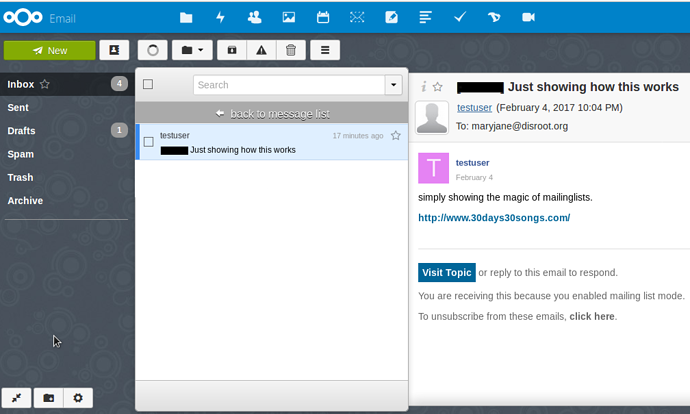 Email
New
Inbox 4
Sent
Drafts 1
Spam
Trash
Archive
Search
back to message list
testuser 17 minutes ago
Just showing how this works
Just showing how this works
testuser (February 4, 2017 10:04 PM)
To: maryjane@disroot.org
T
testuser
February 4
simply showing the magic of mailinglists.
http://www.30days30songs.com/
Visit Topic or reply to this email to respond.
You are receiving this because you enabled mailing list mode.
To unsubscribe from these emails, click here.